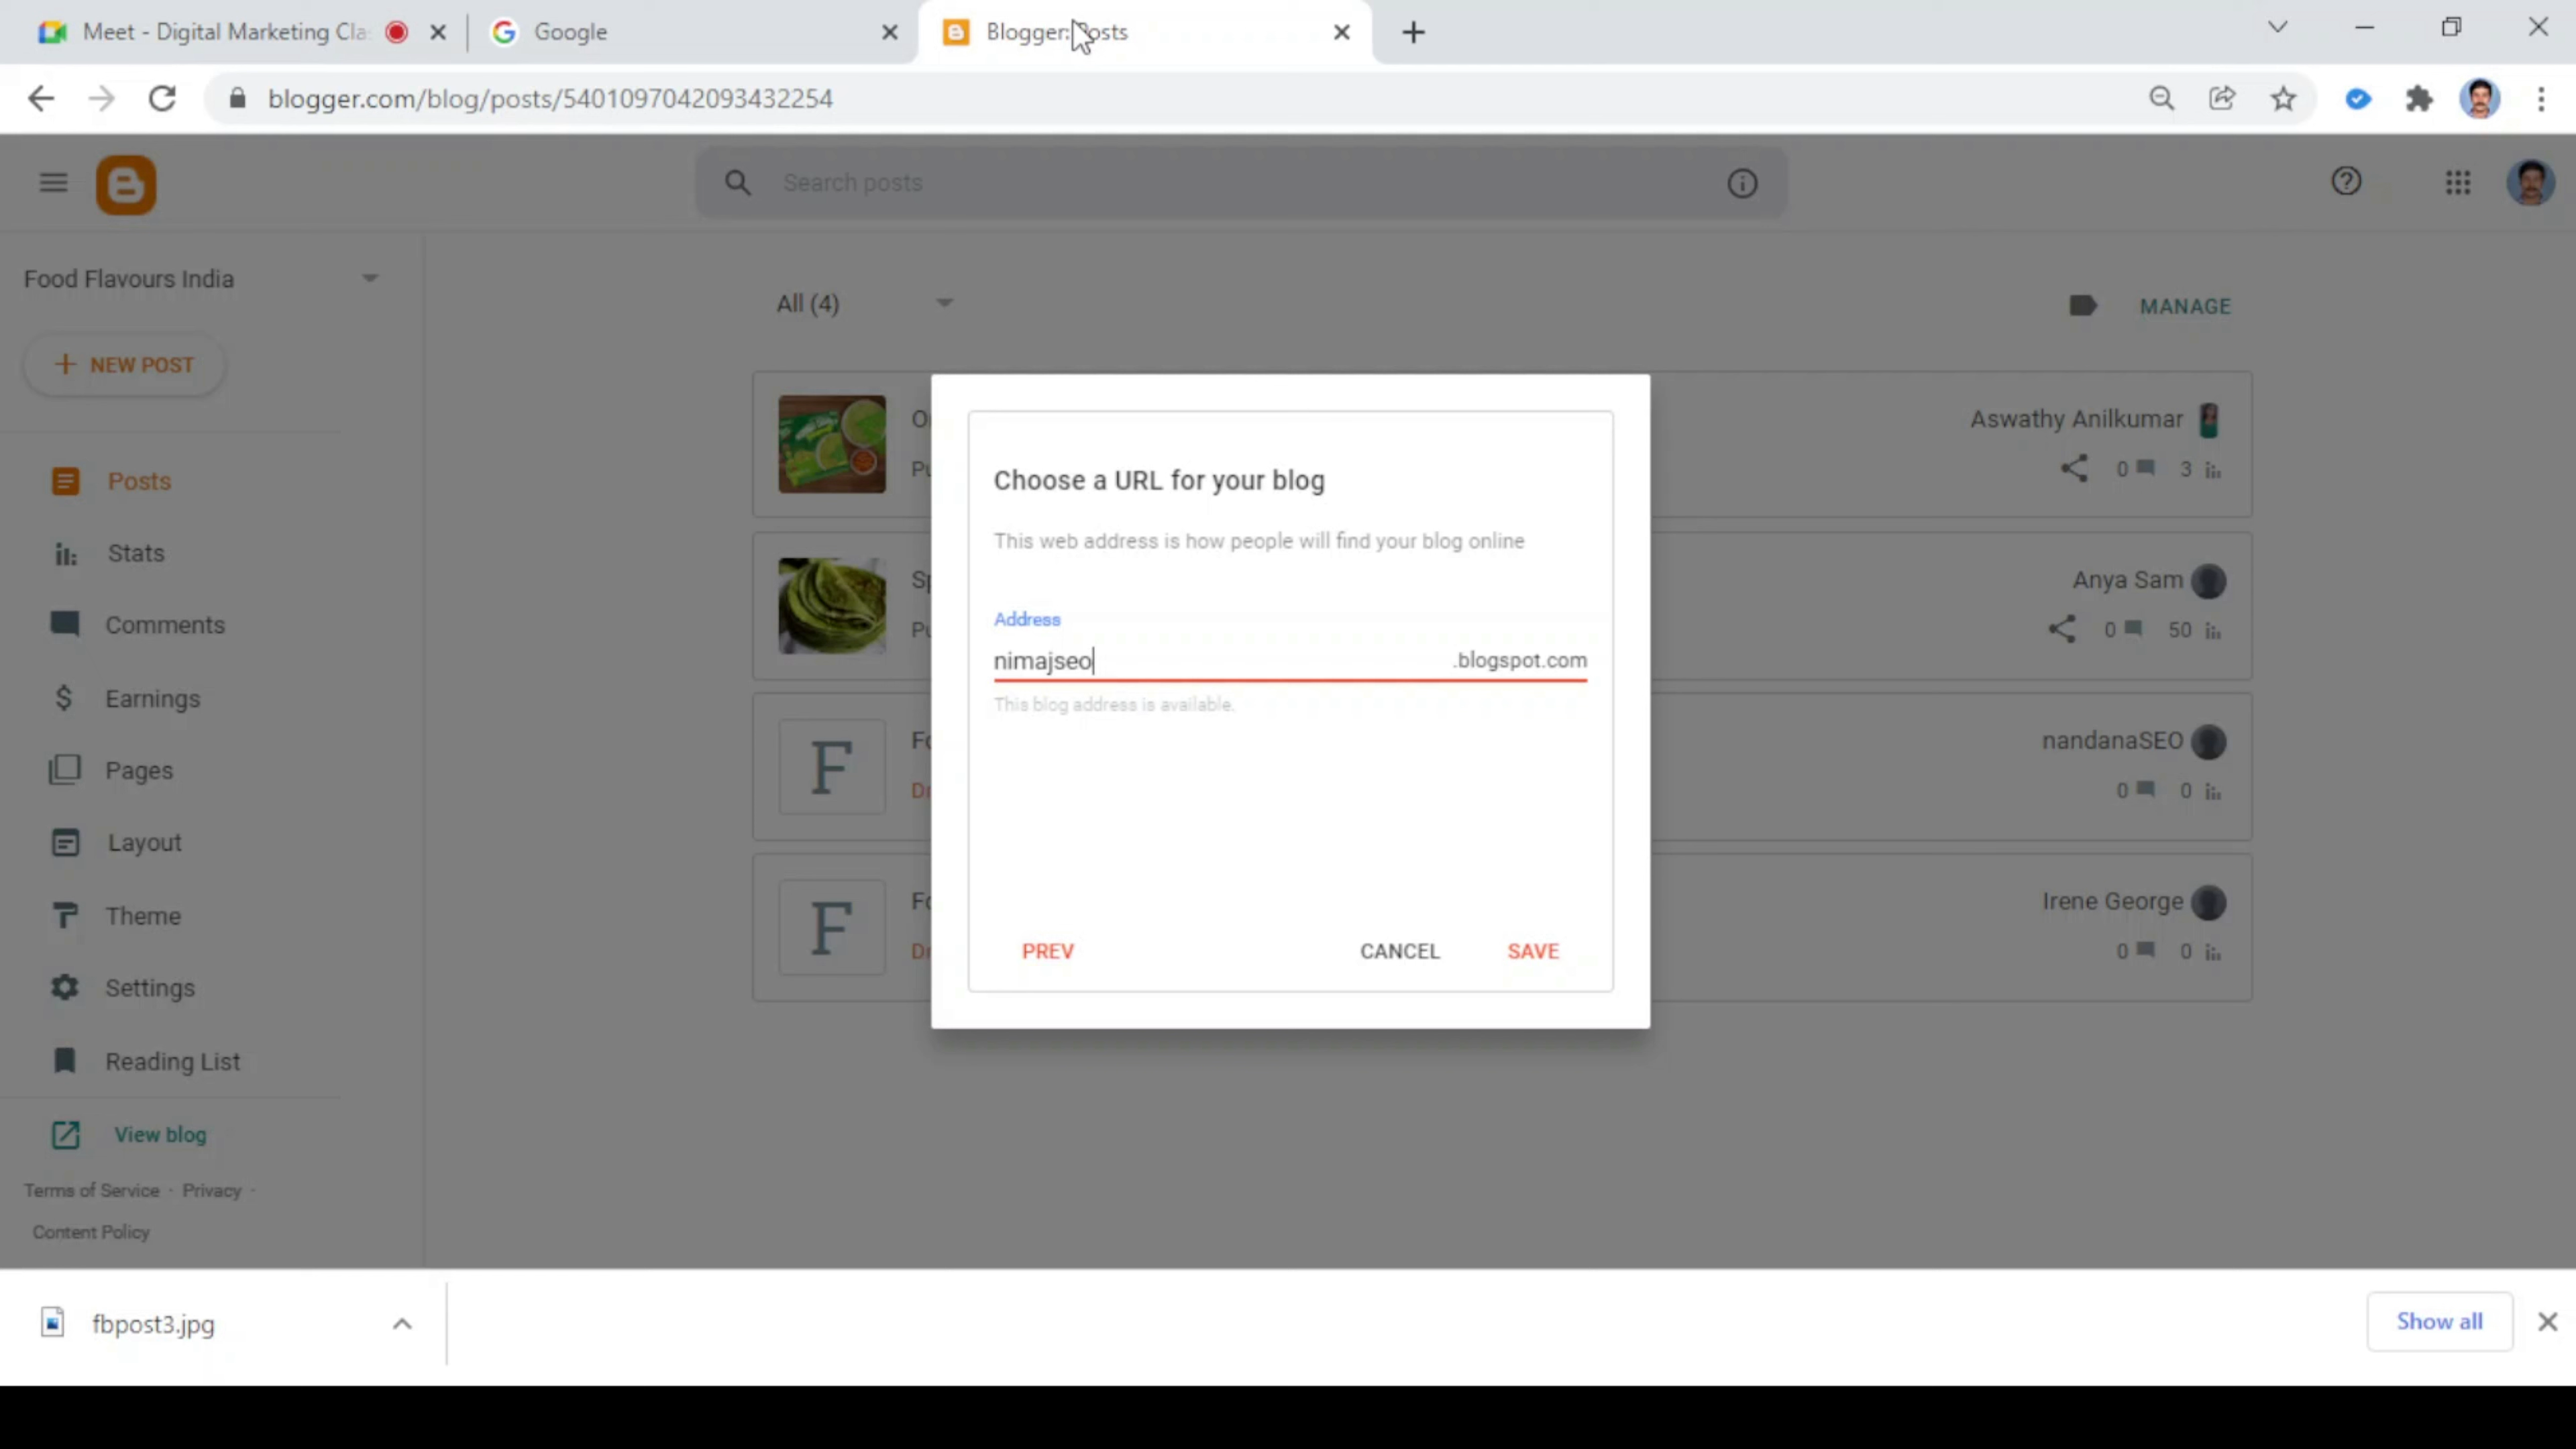 Meet - Digital Marketing Cla
Google
Blogger: Posts
blogger.com/blog/posts/5401097042093432254
Search posts
Food Flavours India
All (4)
MANAGE
NEW POST
Aswathy Anilkumar
0 3
Posts
Choose a URL for your blog
Stats
This web address is how people will find your blog online
Anya Sam
Comments
Address
0 50
nimajseo .blogspot.com
Earnings
This blog address is available.
nandanaSEO
Pages
F
0 0
Layout
Irene George
Theme
F
PREV
CANCEL
SAVE
0 0
Settings
Reading List
View blog
Terms of Service · Privacy ·
Content Policy
fbpost3.jpg
Show all